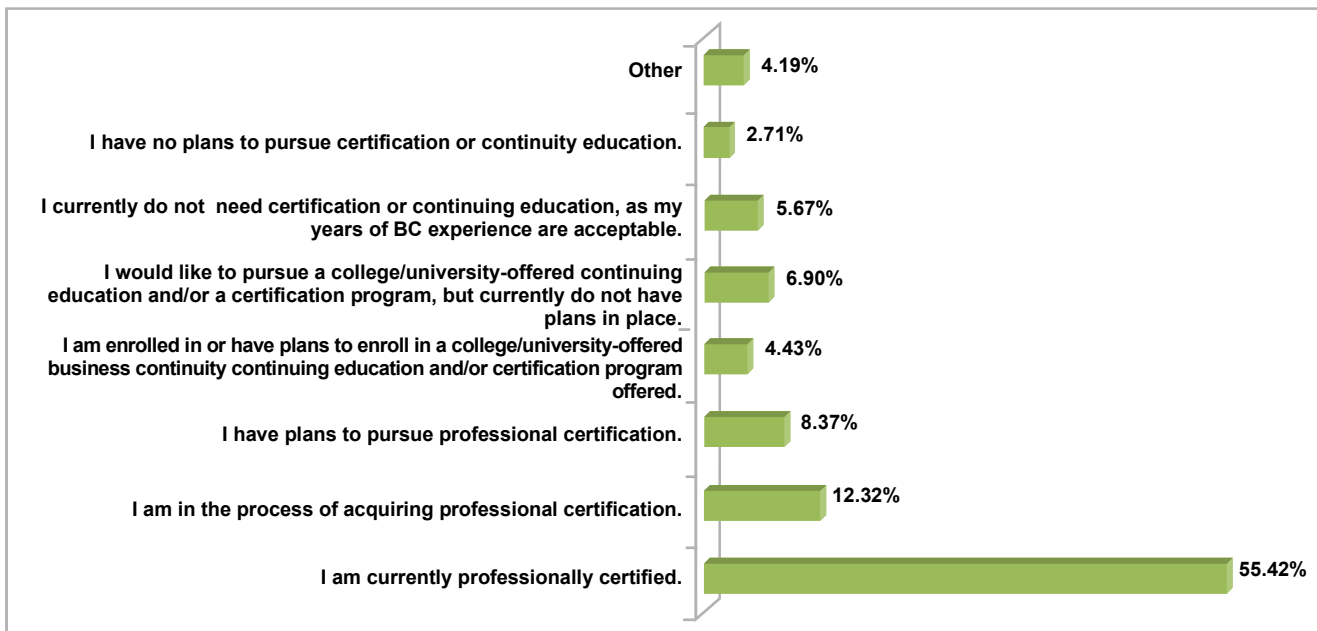 Other
4.19%
I have no plans to pursue certification or continuity education.
2.71%
I currently do not  need certification or continuing education, as my
years of BC experience are acceptable.
5.67%
I would like to pursue a college/university-offered continuing
education and/or a certification program, but currently do not have
plans in place.
6.90%
I am enrolled in or have plans to enroll in a college/university-offered
business continuity continuing education and/or certification program
offered.
4.43%
I have plans to pursue professional certification.
8.37%
I am in the process of acquiring professional certification.
12.32%
I am currently professionally certified.
55.42%